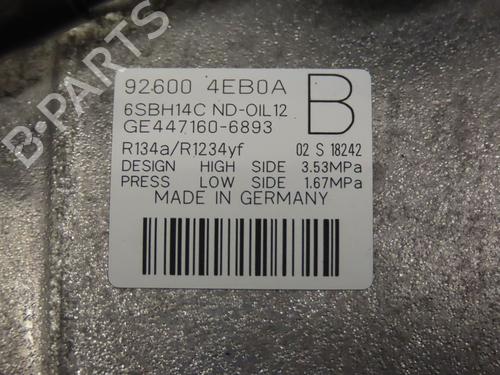 92600 4EB0A
B
6SBH14C ND-OIL12
GE447160-6893
R134a/R1234yf 02 S 18242
DESIGN HIGH SIDE 3.53MPa
PRESS LOW SIDE 1.67MPa
MADE IN GERMANY
B-PARTS